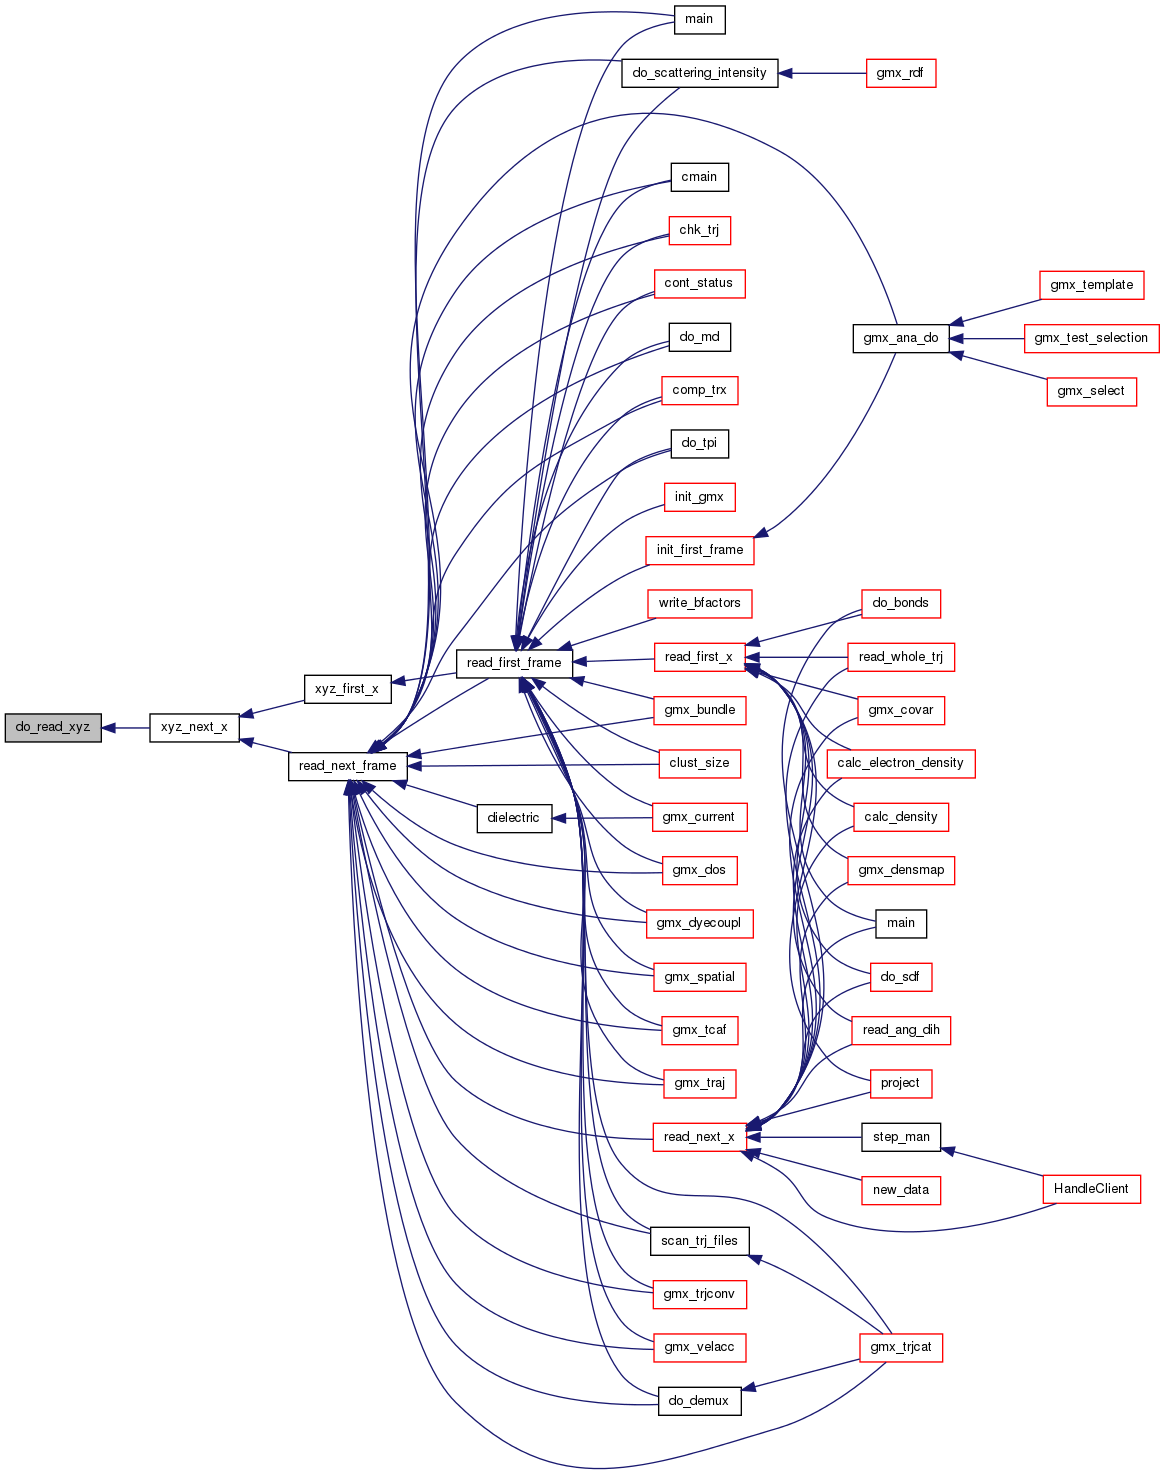 main
do_scattering_intensity
gmx_rdf
cmain
chk_trj
cont_status
gmx_template
do_md
gmx_ana_do
gmx_test_selection
comp_trx
gmx_select
do_tpi
init_gmx
init_first_frame
write_bfactors
do_bonds
read_first_frame
read_first_x
read_whole_trj
xyz_first_x
gmx_bundle
gmx_covar
do_read_xyz
xyz_next_x
read_next_frame
clust_size
calc_electron_density
dielectric
gmx_current
calc_density
gmx_dos
gmx_densmap
gmx_dyecoupl
main
gmx_spatial
do_sdf
gmx_tcaf
read_ang_dih
gmx_traj
project
read_next_x
step_man
new_data
HandleClient
scan_trj_files
gmx_trjconv
gmx_velacc
gmx_trjcat
do_demux